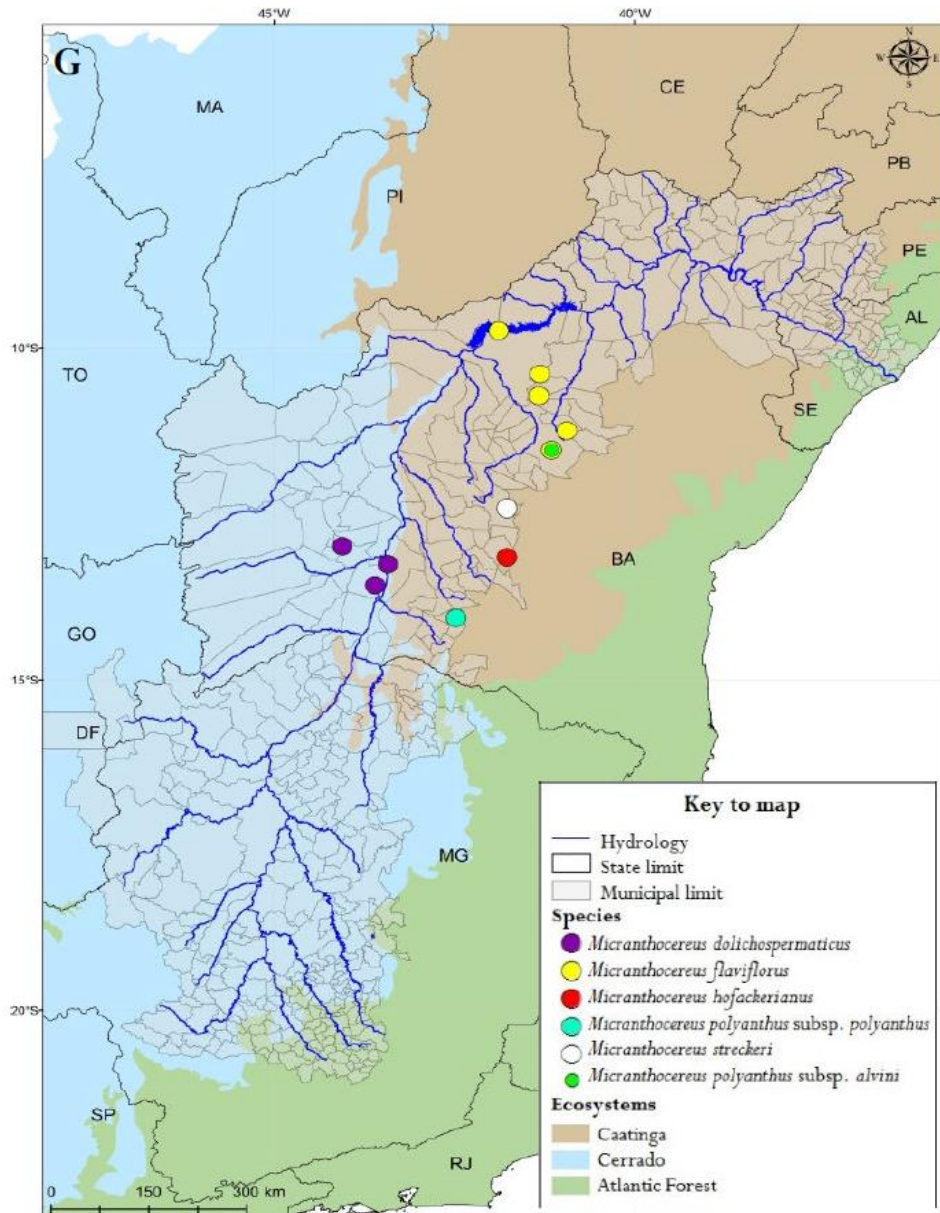 45°W 40°W
G
N
W E
S
MA
CE
PB
PI
PE
AL
10°S
TO
SE
BA
GO
15°S
DF
MG
20°S
SP
RJ
0 150 300 km
Key to map
Hydrology
State limit
Municipal limit
Species
Micranthocereus dolichospermaticus
Micranthocereus flaviflorus
Micranthocereus hofackerianus
Micranthocereus polyanthus subsp. polyanthus
Micranthocereus streckeri
Micranthocereus polyanthus subsp. alvini
Ecosystems
Caatinga
Cerrado
Atlantic Forest